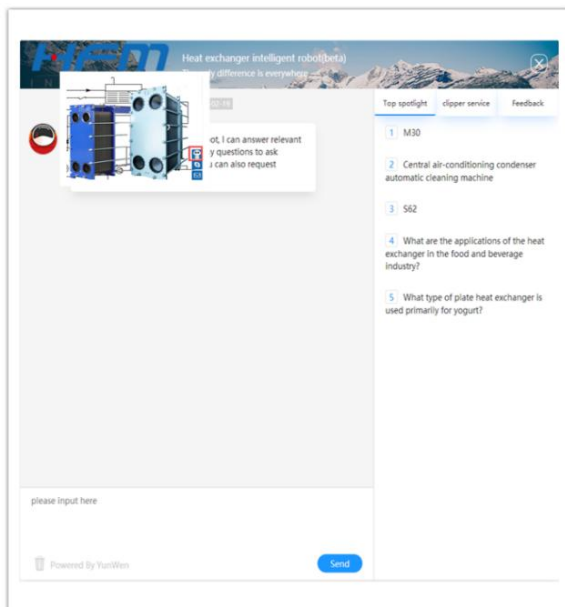 HFM
Heat exchanger intelligent robot(beta)
difference is everywhere
Top spotlight
clipper service
Feedback
ot, I can answer relevant
y questions to ask
can also request
1 M30
2 Central air-conditioning condenser
automatic cleaning machine
3 S62
4 What are the applications of the heat
exchanger in the food and beverage
industry?
5 What type of plate heat exchanger is
used primarily for yogurt?
please input here
Powered By YunWen
Send